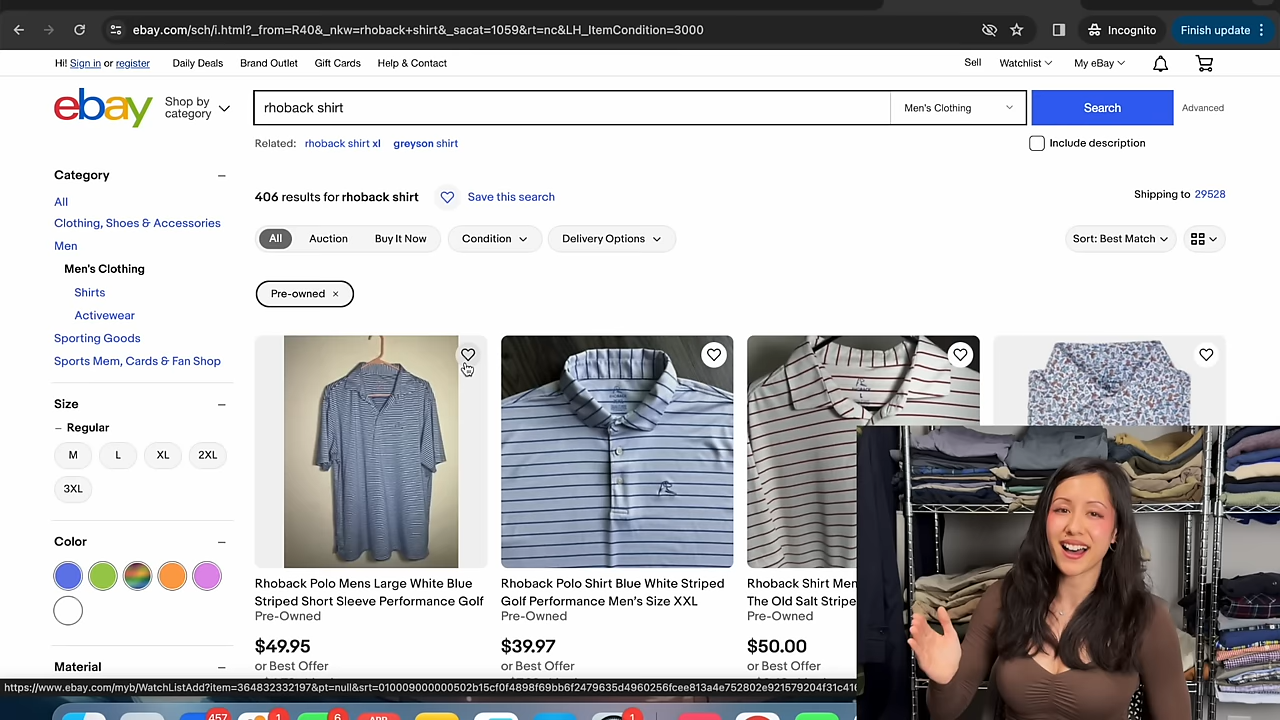 ebay.com/sch/i.html?_from=R40&_nkw=rhoback+shirt&_sacat=1059&rt=nc&LH_ItemCondition=3000
Incognito
Finish update
Hi! Sign in or register
Daily Deals
Brand Outlet
Gift Cards
Help & Contact
Sell
Watchlist
My eBay
ebay
Shop by
category
rhoback shirt
Men's Clothing
Search
Advanced
Related: rhoback shirt xl greyson shirt
Include description
Category
All
Clothing, Shoes & Accessories
Men
Men's Clothing
Shirts
Activewear
Sporting Goods
Sports Mem, Cards & Fan Shop
Size
Regular
M
L
XL
2XL
3XL
Color
Material
406 results for rhoback shirt
Save this search
Shipping to 29528
All
Auction
Buy It Now
Condition
Delivery Options
Sort: Best Match
Pre-owned ×
Rhoback Polo Mens Large White Blue
Striped Short Sleeve Performance Golf
Pre-Owned
$49.95
or Best Offer
Rhoback Polo Shirt Blue White Striped
Golf Performance Men's Size XXL
Pre-Owned
$39.97
or Best Offer
Rhoback Shirt Men
The Old Salt Stripe
Pre-Owned
$50.00
or Best Offer
457
1
6
1